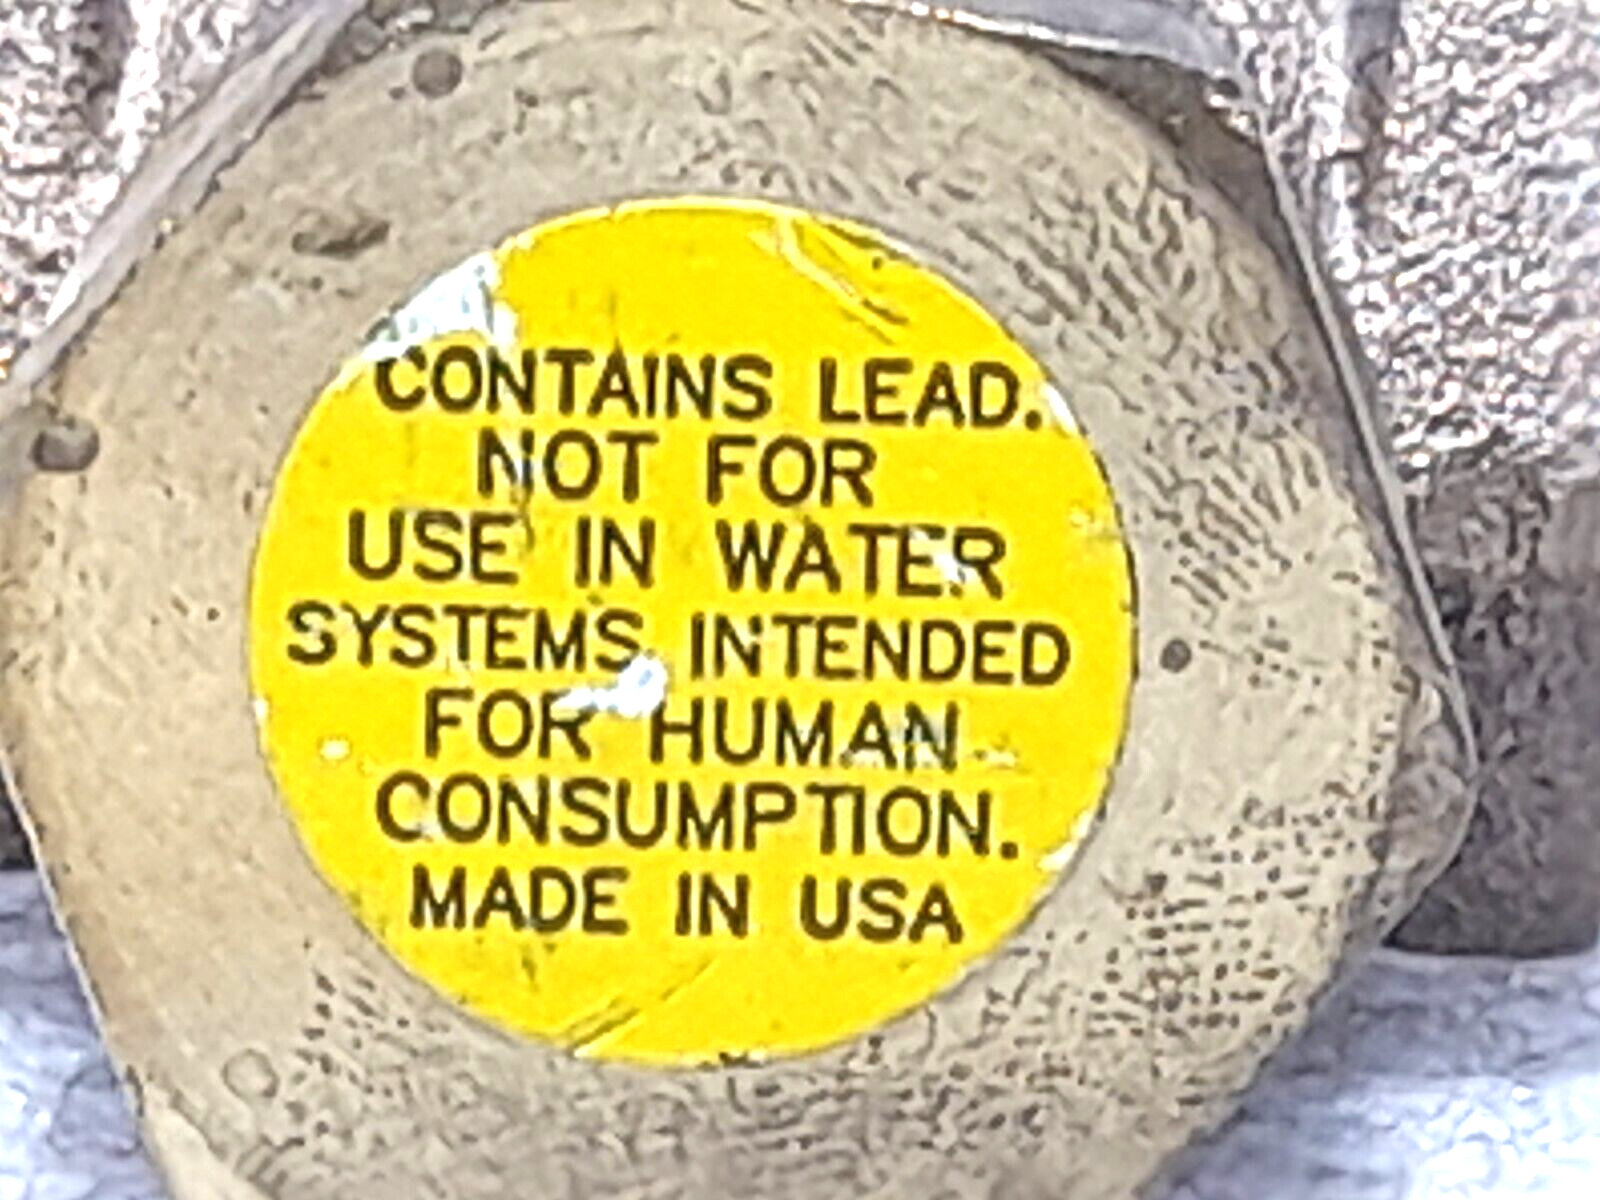 CONTAINS LEAD.
NOT FOR
USE IN WATER
SYSTEMS INTENDED
FOR HUMAN
CONSUMPTION.
MADE IN USA